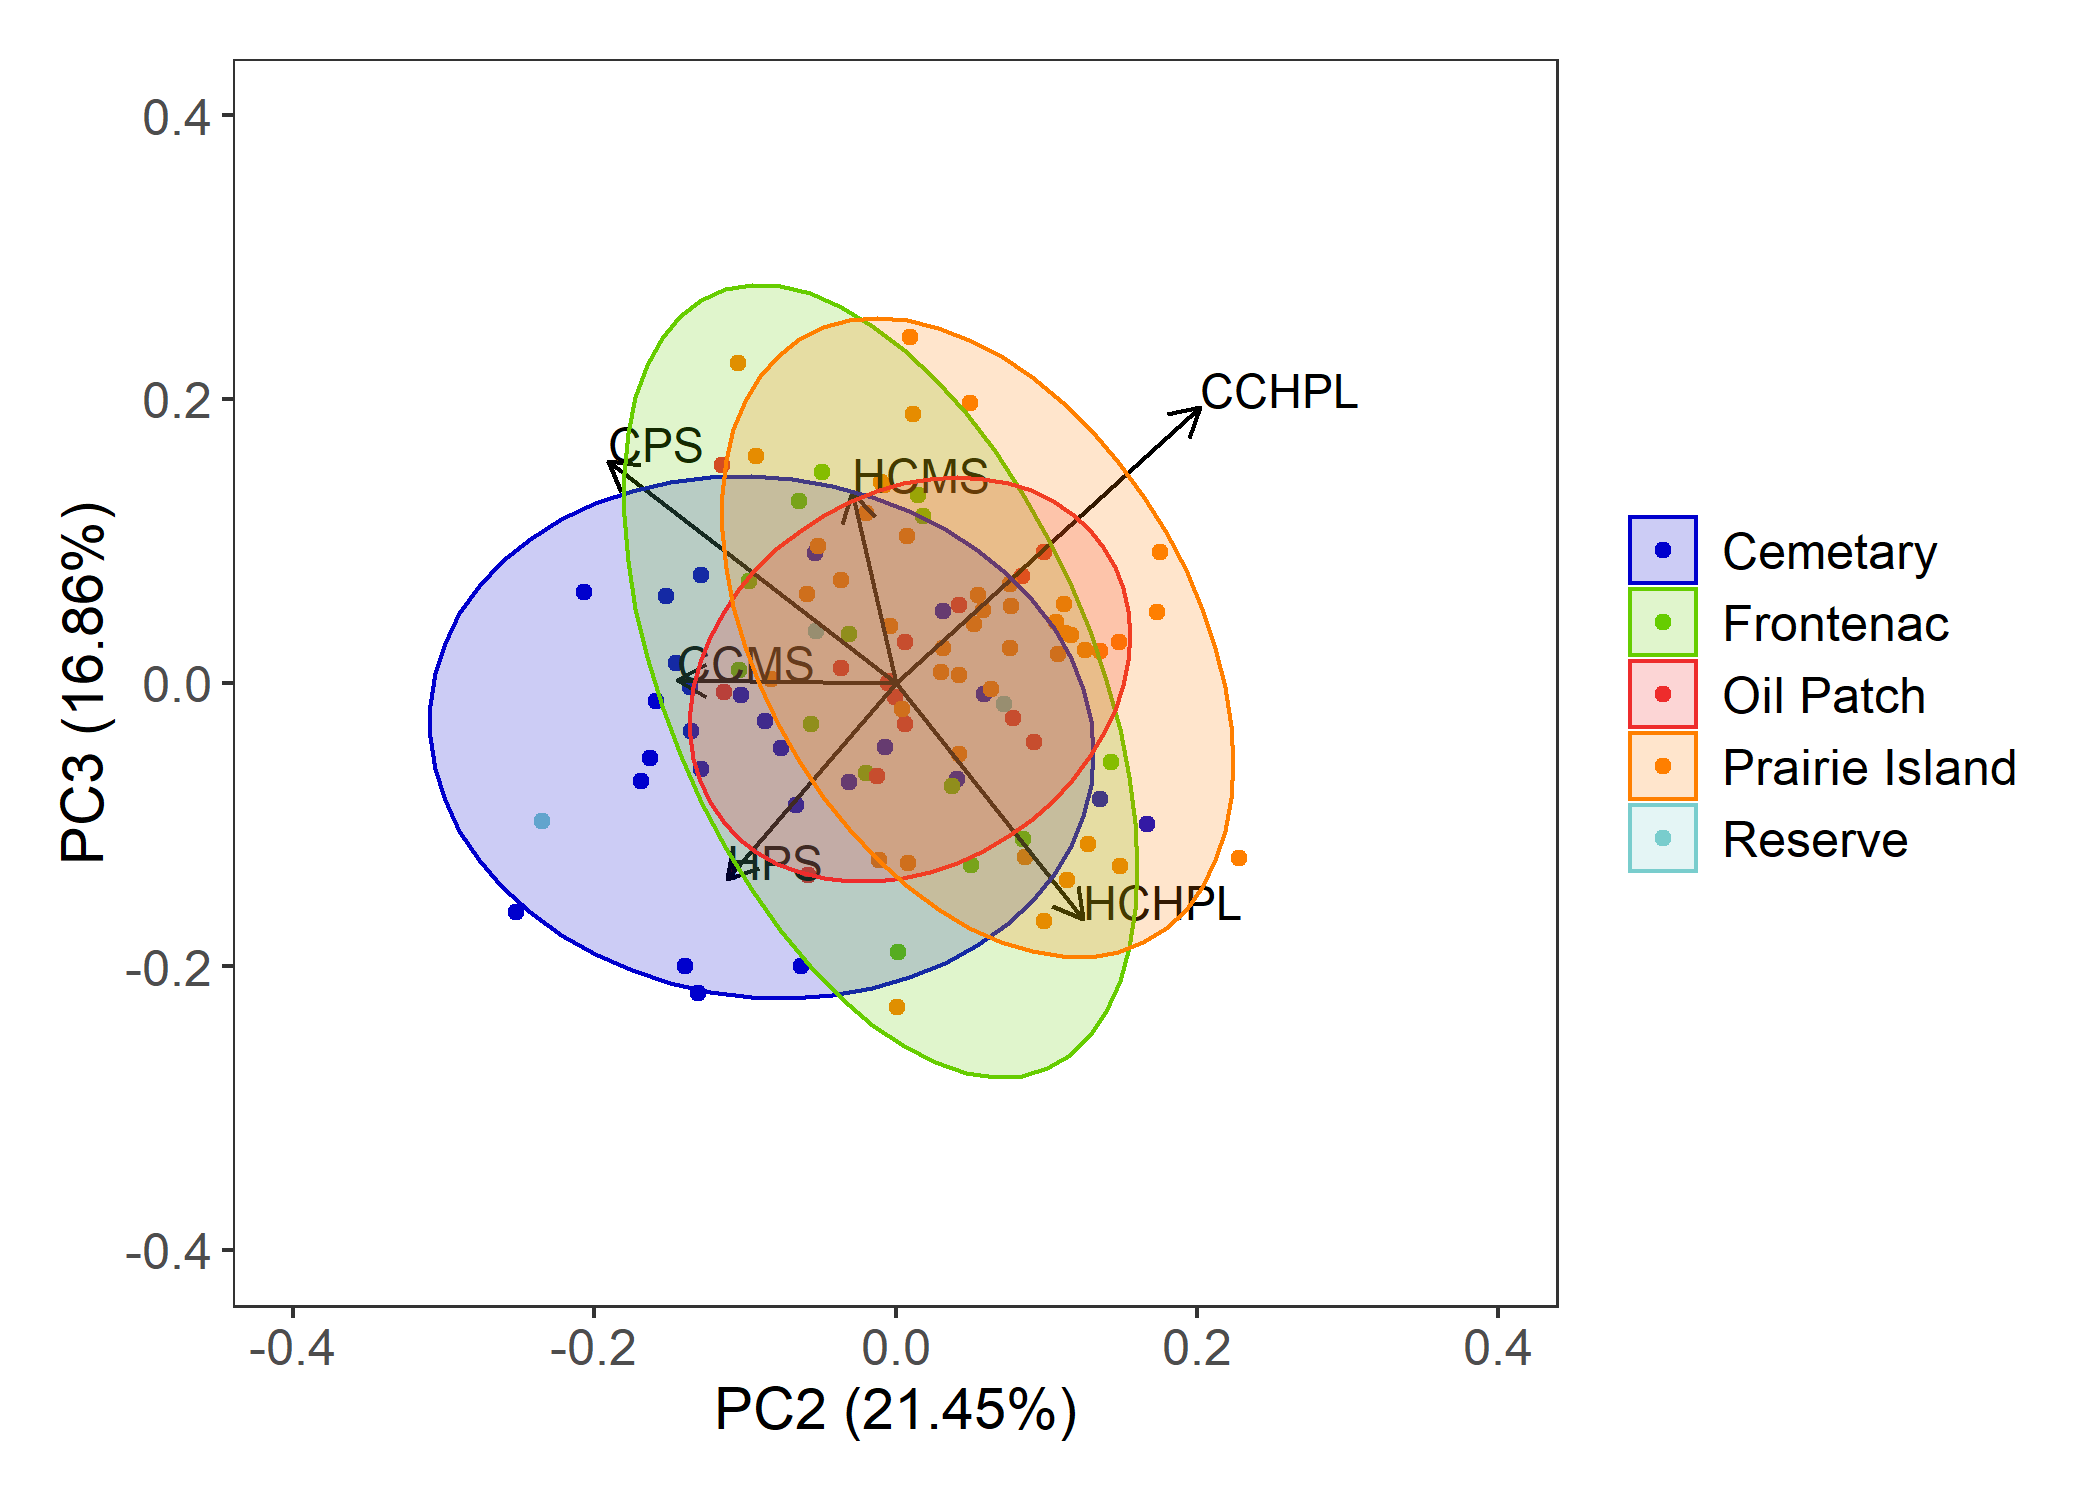 0.4
0.2
0.0
-0.2
-0.4
PC3 (16.86%)
CCHPL
CPS
HCMS
CCMS
HPS
HCHPL
-0.4
-0.2
0.0
0.2
0.4
PC2 (21.45%)
Cemetary
Frontenac
Oil Patch
Prairie Island
Reserve